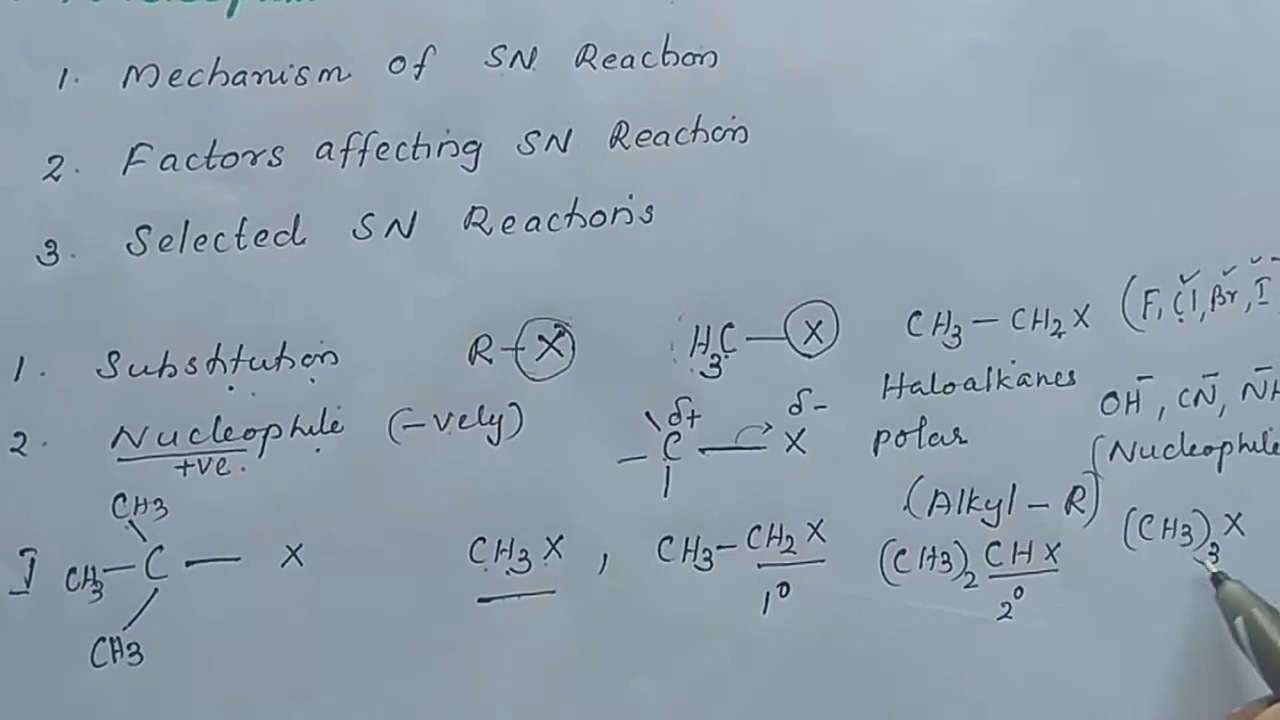 1. Mechanism of SN Reaction
2. Factors affecting SN Reaction
3. Selected SN Reactions
1. Substitution R-X H3C-X CH3-CH2X (F, Cl, Br, I
Haloalkanes OH⁻, CN⁻, NH
2. Nucleophile (-vely) δ+ δ- polar (Nucleophile
+ve. -C-X
(Alkyl-R)
I CH3 CH3-C-X CH3
CH3X, CH3-CH2X (CH3)2CHX (CH3)3X
1° 2°